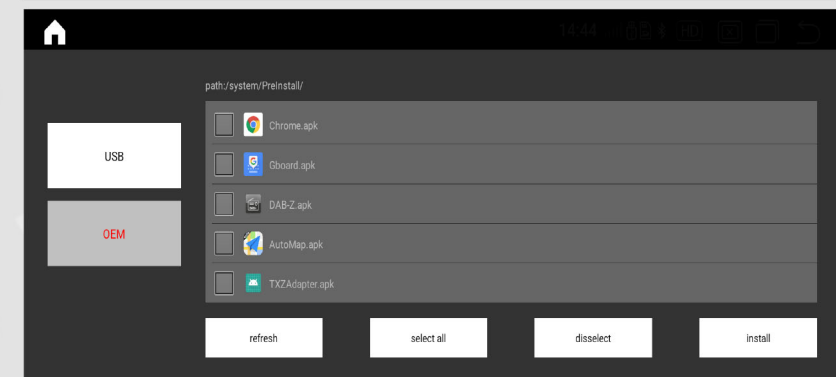 14:44
HD
path:/system/PreInstall/
USB
OEM
Chrome.apk
Gboard.apk
DAB-Z.apk
AutoMap.apk
TXZAdapter.apk
refresh
select all
disselect
install